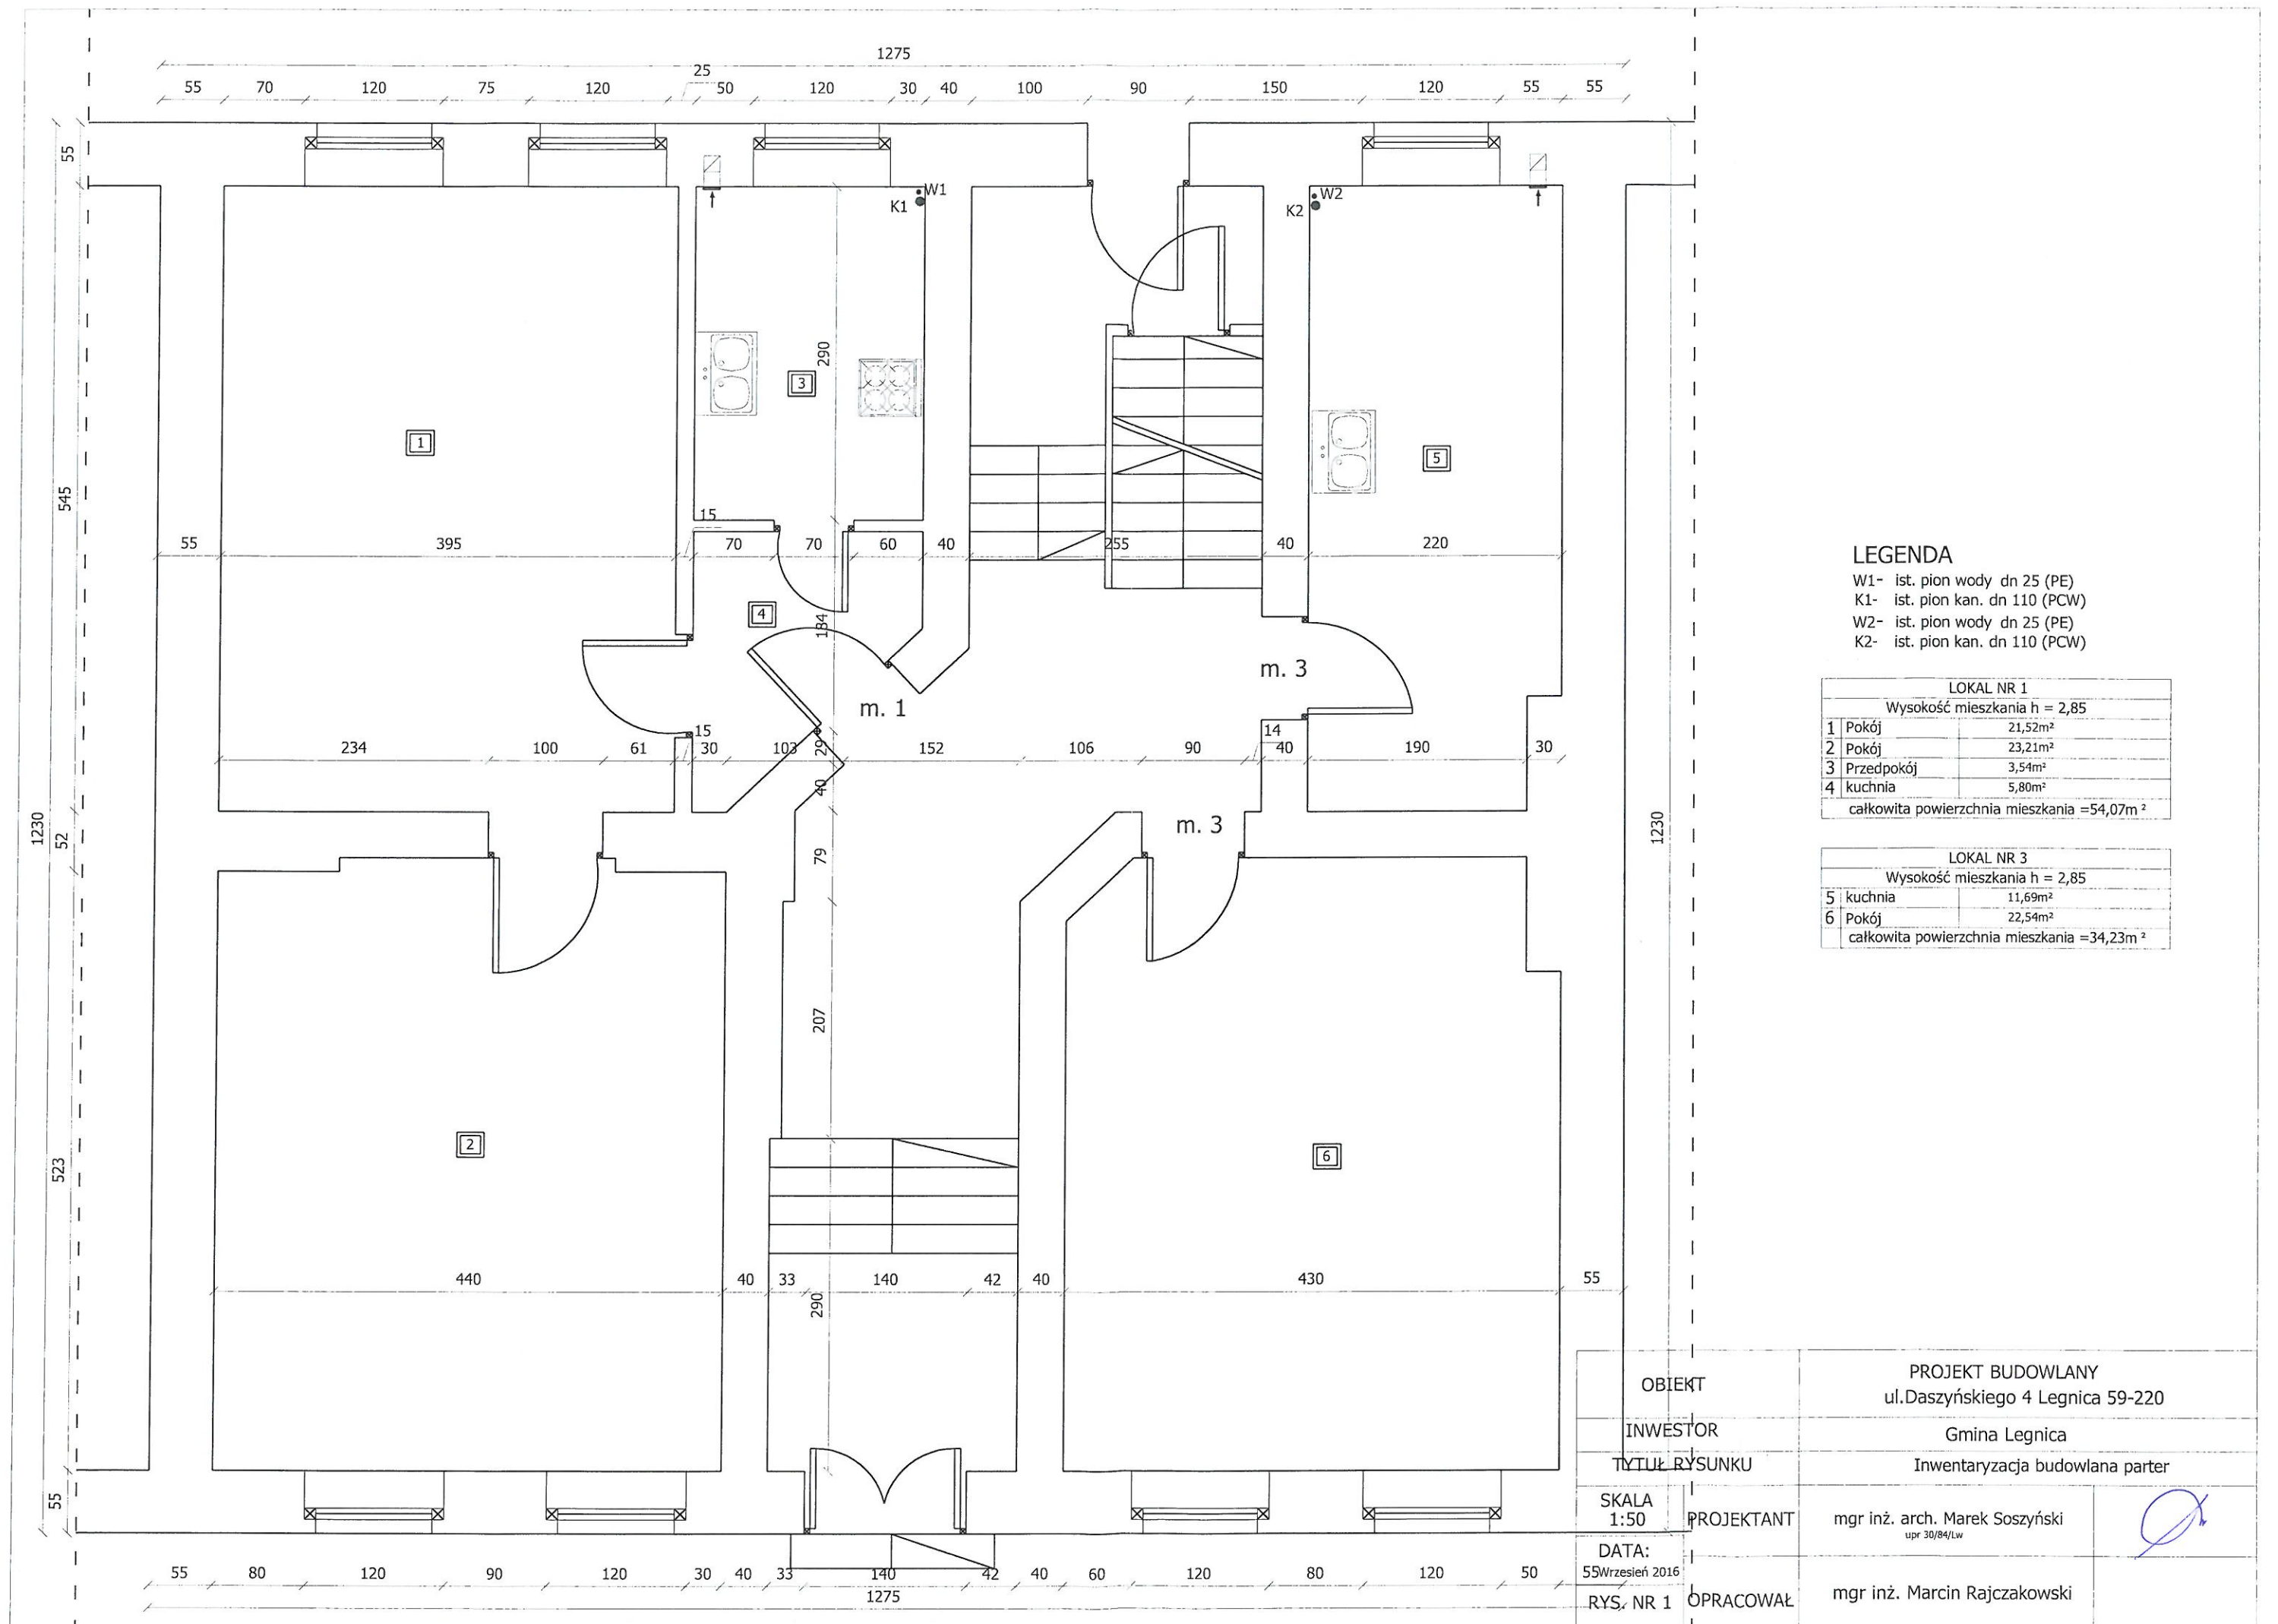 1275
25
55 70 120 75 120 50 120 30 40 100 90 150 120 55 55
55
W1
K1
W2
K2
290
3
1
5
545
15
55 395 70 70 60 40 255 40 220
4
184
m. 3
m. 1
15
14
234 100 61 30 103 29 152 106 90 40 190 30
40
1230
52
79
m. 3
1230
207
2
6
523
440 40 33 140 42 40 430 55
290
55
55 80 120 90 120 30 40 33 140 42 40 60 120 80 120 50 55
1275
LEGENDA
W1- ist. pion wody dn 25 (PE)
K1- ist. pion kan. dn 110 (PCW)
W2- ist. pion wody dn 25 (PE)
K2- ist. pion kan. dn 110 (PCW)
LOKAL NR 1
Wysokość mieszkania h = 2,85
1 Pokój 21,52m²
2 Pokój 23,21m²
3 Przedpokój 3,54m²
4 kuchnia 5,80m²
całkowita powierzchnia mieszkania =54,07m ²
LOKAL NR 3
Wysokość mieszkania h = 2,85
5 kuchnia 11,69m²
6 Pokój 22,54m²
całkowita powierzchnia mieszkania =34,23m ²
OBIEKT
PROJEKT BUDOWLANY
ul.Daszyńskiego 4 Legnica 59-220
INWESTOR Gmina Legnica
TYTUŁ RYSUNKU Inwentaryzacja budowlana parter
SKALA
1:50
PROJEKTANT
mgr inż. arch. Marek Soszyński
upr 30/84/Lw
DATA:
Wrzesień 2016
RYS. NR 1
OPRACOWAŁ mgr inż. Marcin Rajczakowski